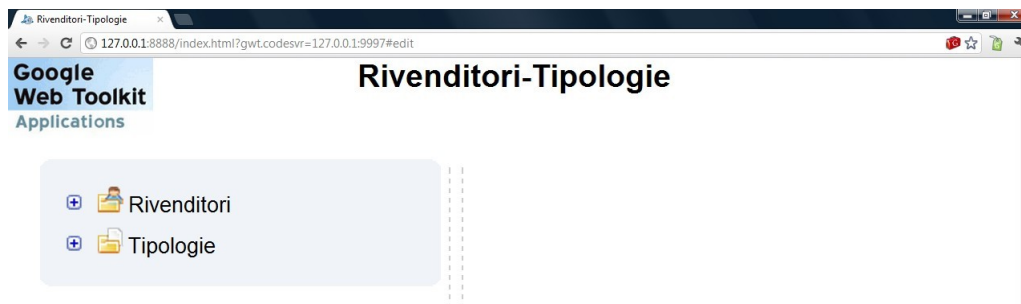 Rivenditori-Tipologie
127.0.0.1:8888/index.html?gwt.codesvr=127.0.0.1:9997#edit
Google
Web Toolkit
Applications
Rivenditori-Tipologie
Rivenditori
Tipologie